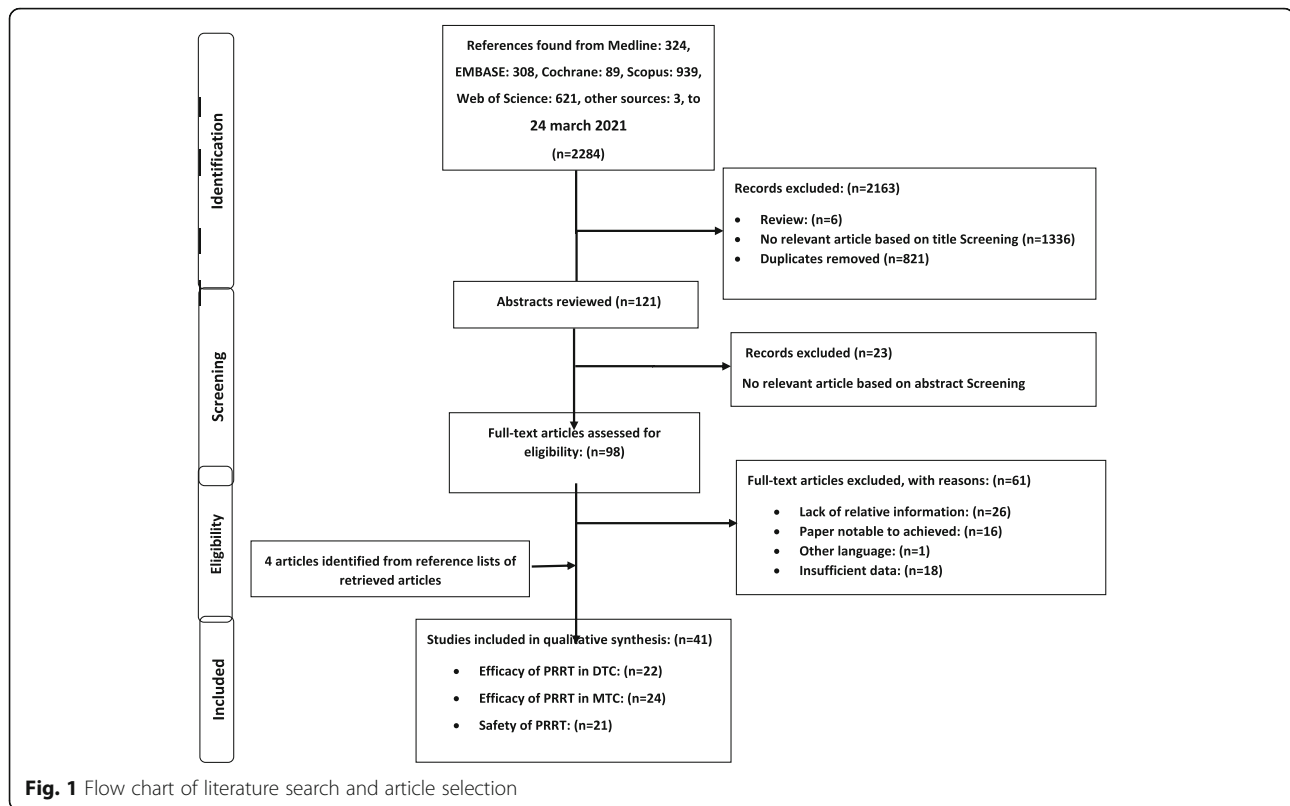 Identification
References found from Medline: 324,
EMBASE: 308, Cochrane: 89, Scopus: 939,
Web of Science: 621, other sources: 3, to
24 march 2021
(n=2284)
Records excluded: (n=2163)
• Review: (n=6)
• No relevant article based on title Screening (n=1336)
• Duplicates removed (n=821)
Screening
Abstracts reviewed (n=121)
Records excluded (n=23)
No relevant article based on abstract Screening
Full-text articles assessed for
eligibility: (n=98)
Eligibility
Full-text articles excluded, with reasons: (n=61)
• Lack of relative information: (n=26)
• Paper notable to achieved: (n=16)
• Other language: (n=1)
• Insufficient data: (n=18)
4 articles identified from reference lists of
retrieved articles
Included
Studies included in qualitative synthesis: (n=41)
• Efficacy of PRRT in DTC: (n=22)
• Efficacy of PRRT in MTC: (n=24)
• Safety of PRRT: (n=21)
Fig. 1 Flow chart of literature search and article selection